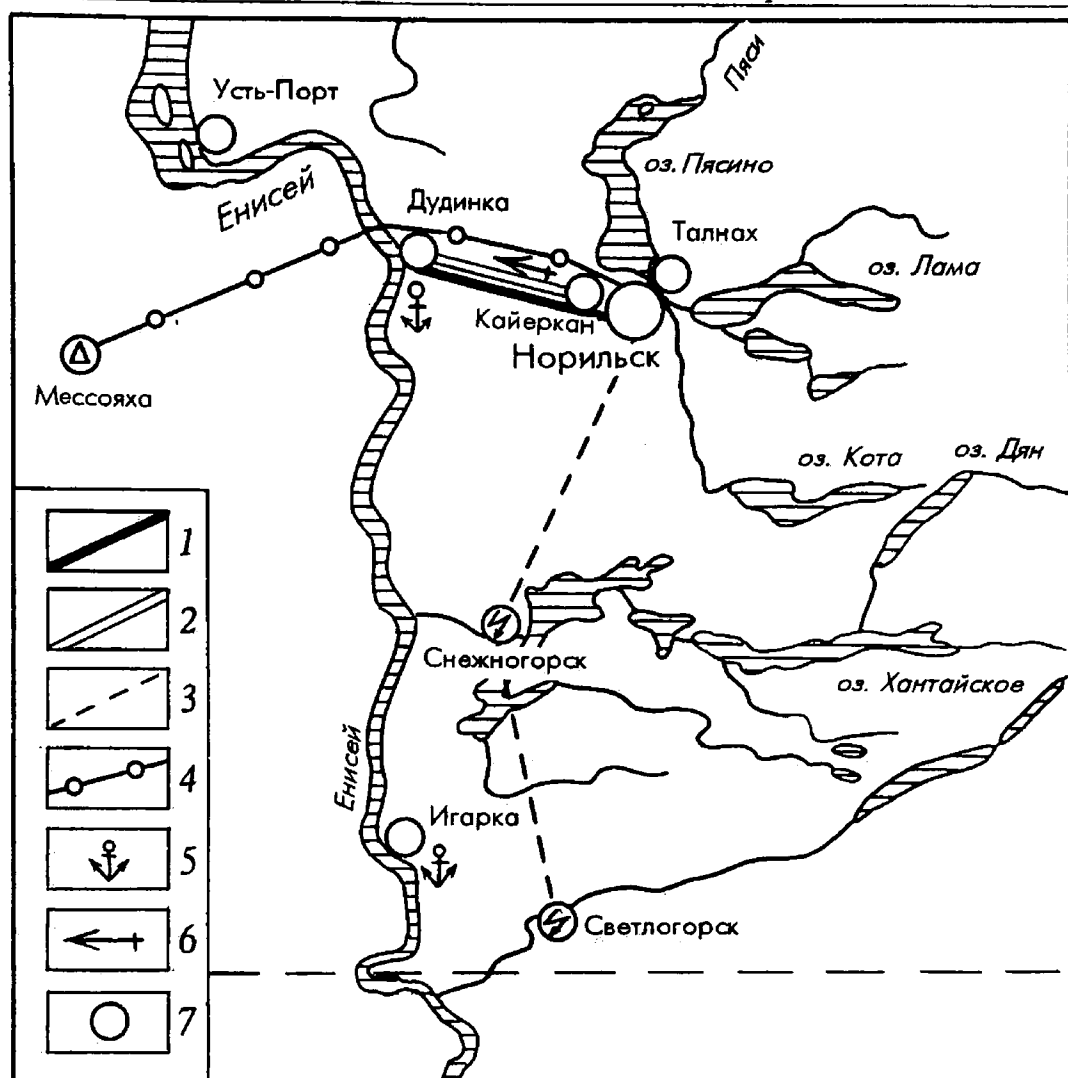 Усть-Порт
Пяси
оз. Пясино
Енисей
Дудинка
Талнах
оз. Лама
Кайеркан
Норильск
Мессояха
оз. Кота
оз. Дян
1
2
3
4
5
6
7
Снежногорск
оз. Хантайское
Енисей
Игарка
Светлогорск